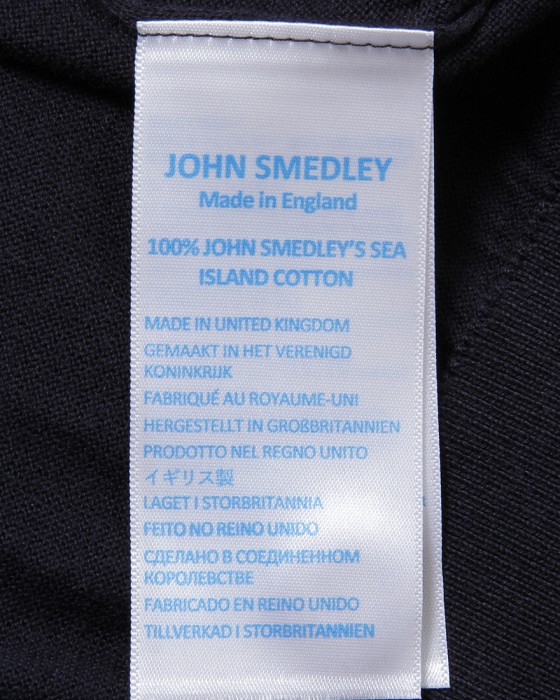 JOHN SMEDLEY
Made in England
100% JOHN SMEDLEY'S SEA
ISLAND COTTON
MADE IN UNITED KINGDOM
GEMAAKT IN HET VERENIGD
KONINKRIJK
FABRIQUÉ AU ROYAUME-UNI
HERGESTELLT IN GROßBRITANNIEN
PRODOTTO NEL REGNO UNITO
イギリス製
LAGET I STORBRITANNIA
FEITO NO REINO UNIDO
СДЕЛАНО В СОЕДИНЕННОМ
КОРОЛЕВСТВЕ
FABRICADO EN REINO UNIDO
TILLVERKAD I STORBRITANNIEN